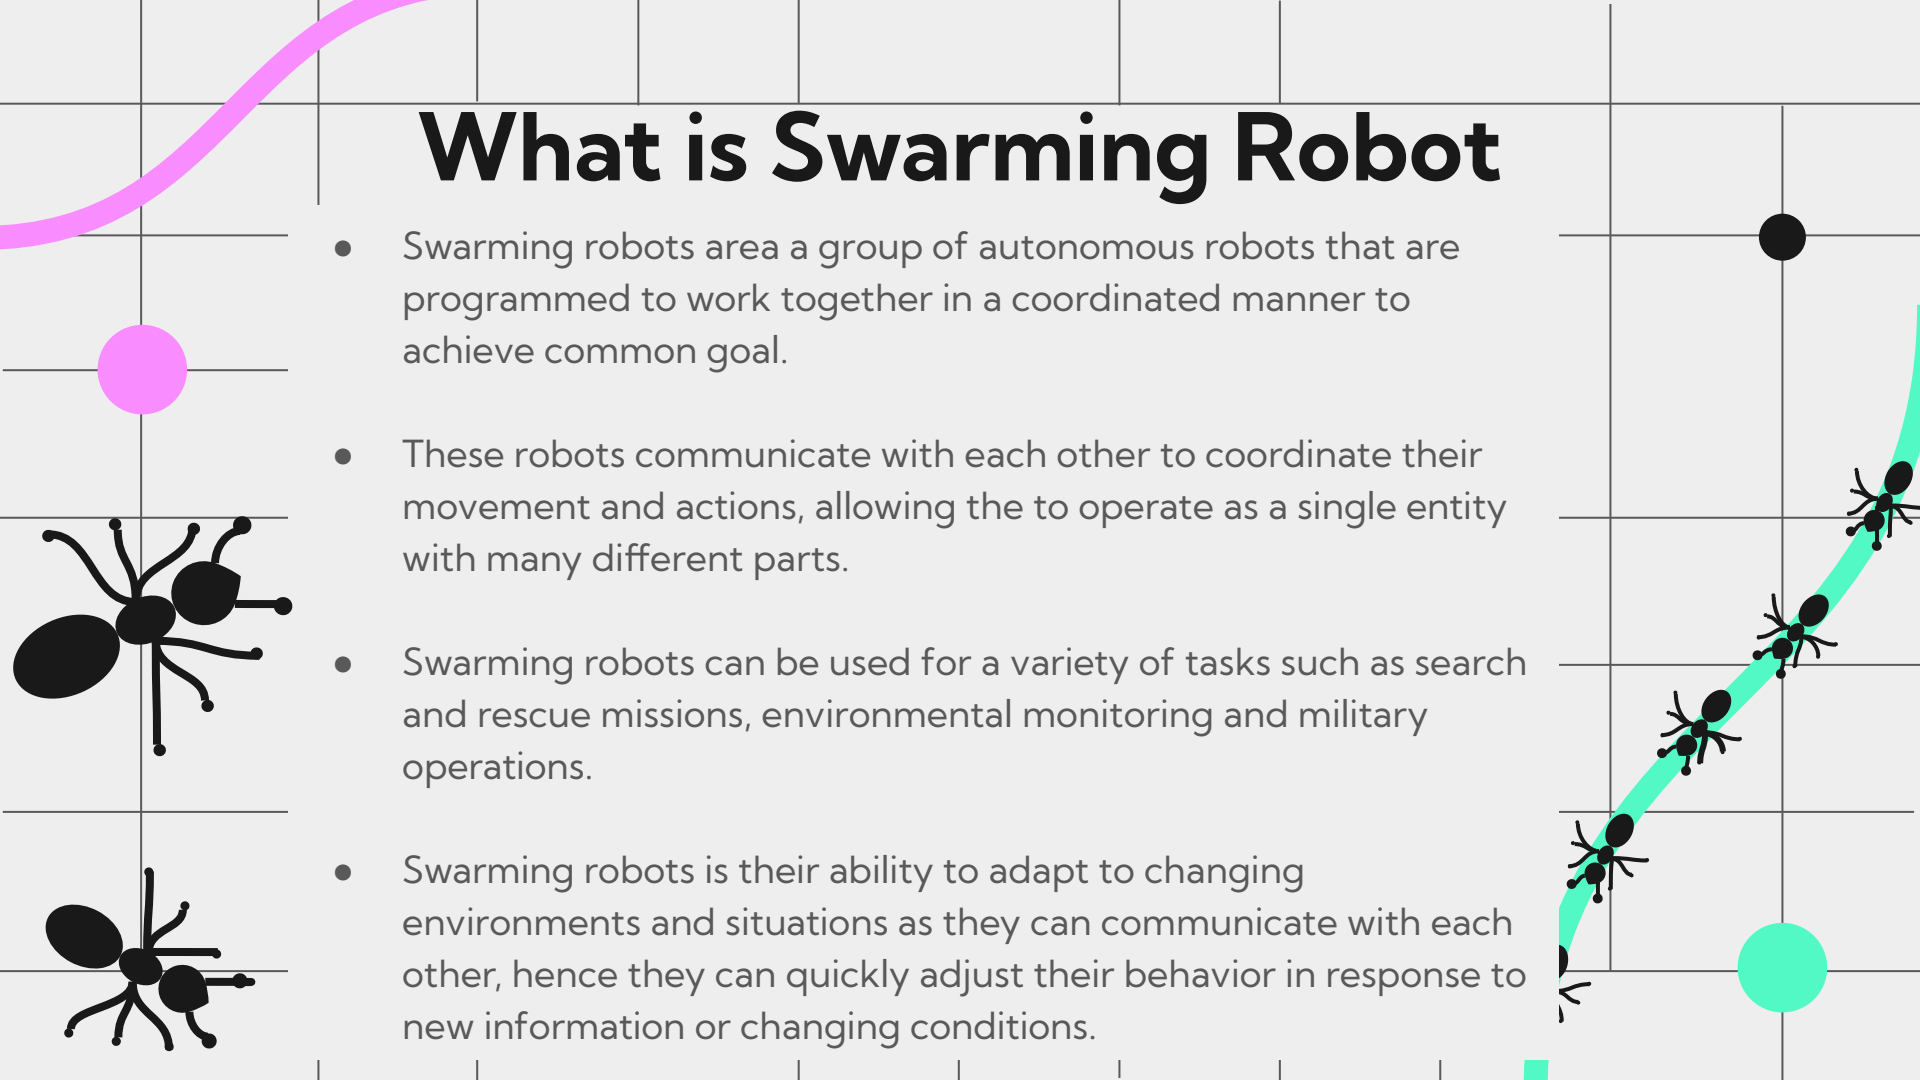 What is Swarming Robot
● Swarming robots area a group of autonomous robots that are
programmed to work together in a coordinated manner to
achieve common goal.
● These robots communicate with each other to coordinate their
movement and actions, allowing the to operate as a single entity
with many different parts.
● Swarming robots can be used for a variety of tasks such as search
and rescue missions, environmental monitoring and military
operations.
● Swarming robots is their ability to adapt to changing
environments and situations as they can communicate with each
other, hence they can quickly adjust their behavior in response to
new information or changing conditions.